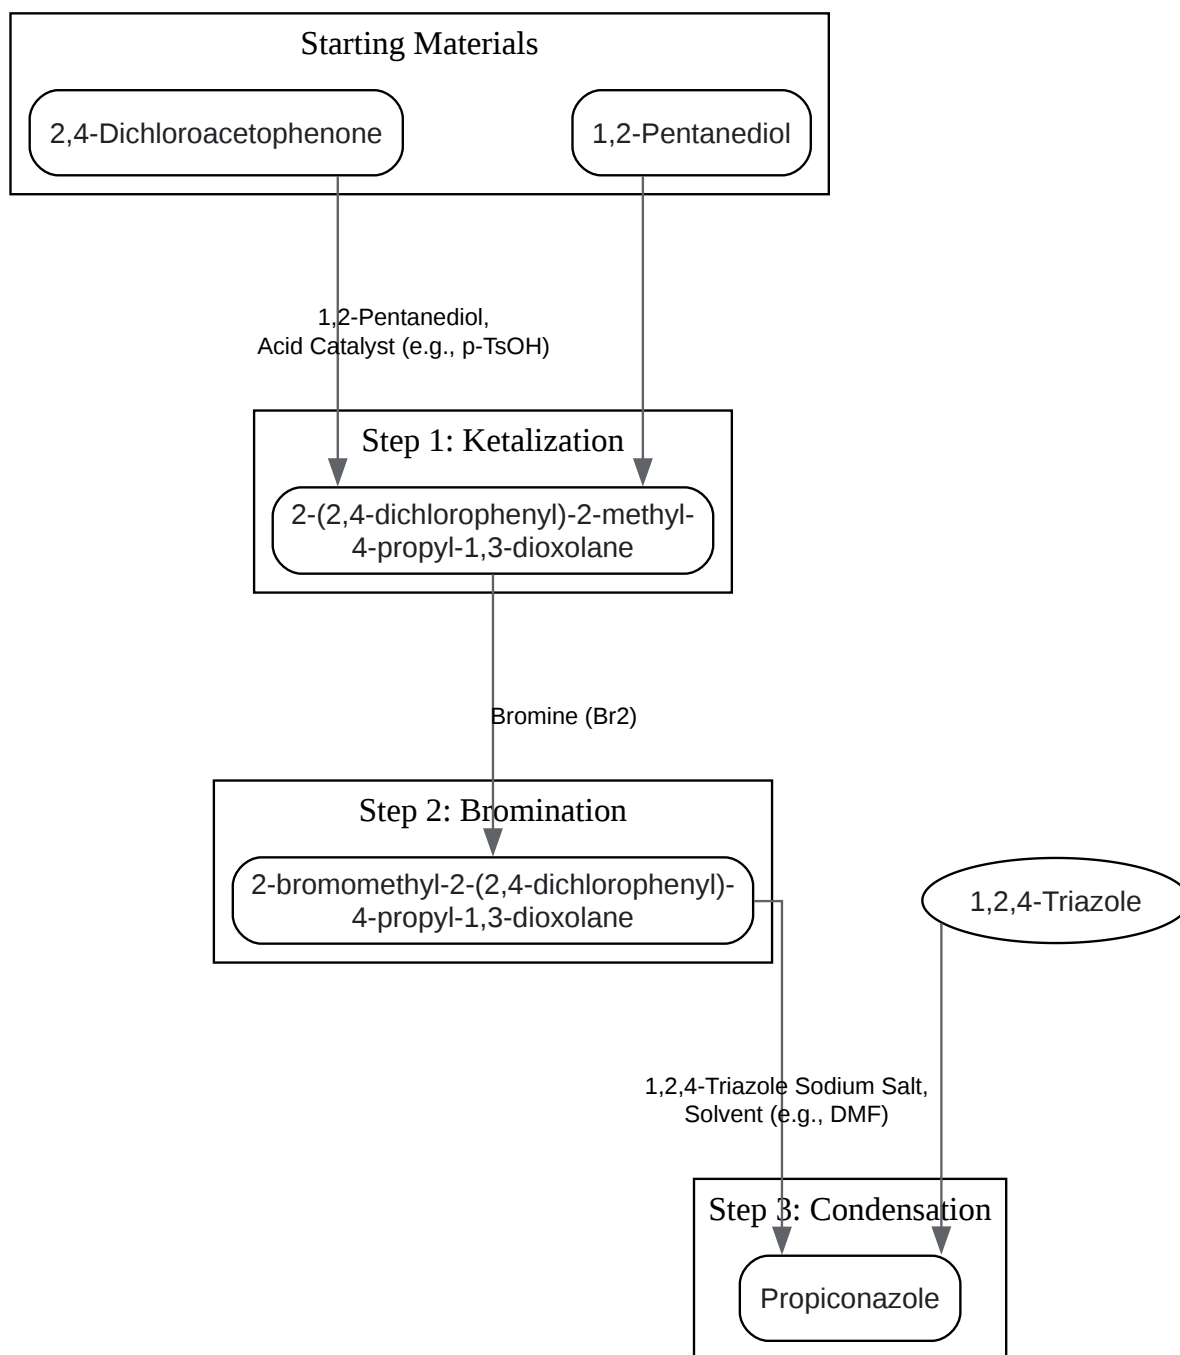 Starting Materials
2,4-Dichloroacetophenone
1,2-Pentanediol
1,2-Pentanediol,
Acid Catalyst (e.g., p-TsOH)
Step 1: Ketalization
2-(2,4-dichlorophenyl)-2-methyl-
4-propyl-1,3-dioxolane
Bromine (Br2)
Step 2: Bromination
2-bromomethyl-2-(2,4-dichlorophenyl)-
4-propyl-1,3-dioxolane
1,2,4-Triazole
1,2,4-Triazole Sodium Salt,
Solvent (e.g., DMF)
Step 3: Condensation
Propiconazole